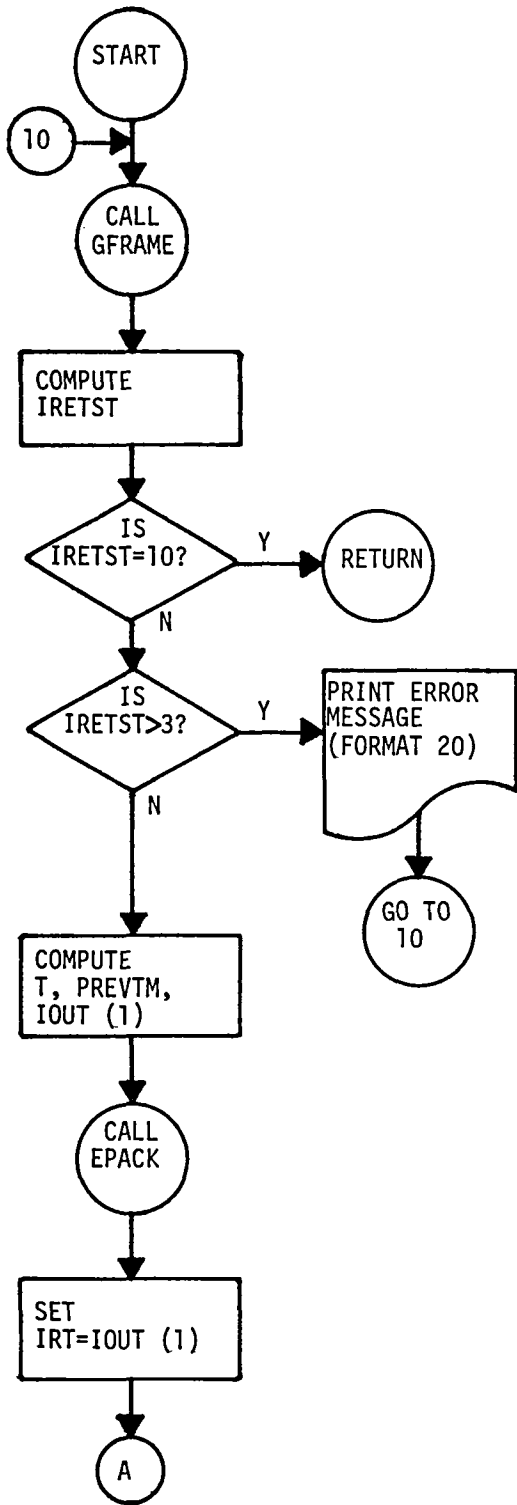 START
10
CALL
GFRAME
COMPUTE
IRETST
IS
IRETST=10?
Y
RETURN
N
IS
IRETST>3?
Y
PRINT ERROR
MESSAGE
(FORMAT 20)
N
GO TO
10
COMPUTE
T, PREVTM,
IOUT (1)
CALL
EPACK
SET
IRT=IOUT (1)
A